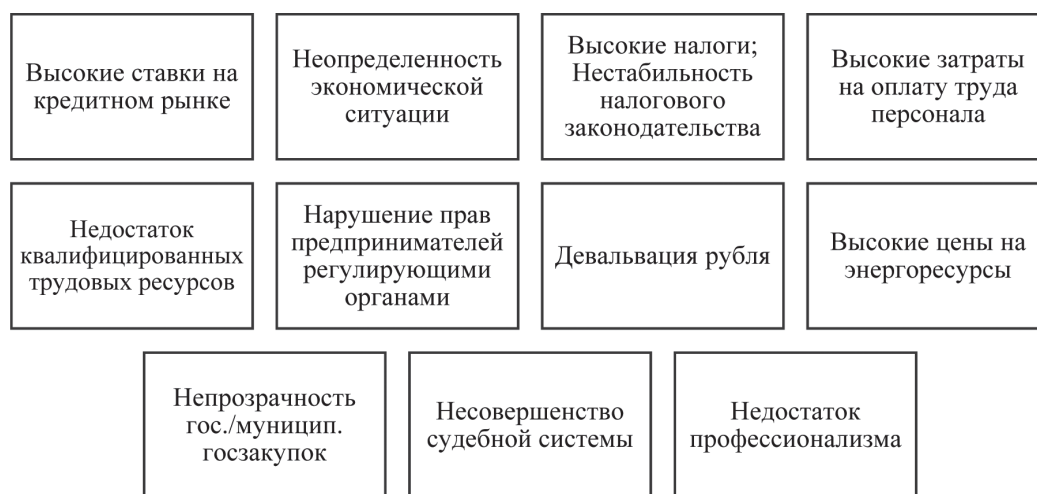 Высокие ставки на
кредитном рынке
Неопределенность
экономической
ситуации
Высокие налоги;
Нестабильность
налогового
законодательства
Высокие затраты
на оплату труда
персонала
Недостаток
квалифицированных
трудовых ресурсов
Нарушение прав
предпринимателей
регулирующими
органами
Девальвация рубля
Высокие цены на
энергоресурсы
Непрозрачность
гос./муницип.
госзакупок
Несовершенство
судебной системы
Недостаток
профессионализма